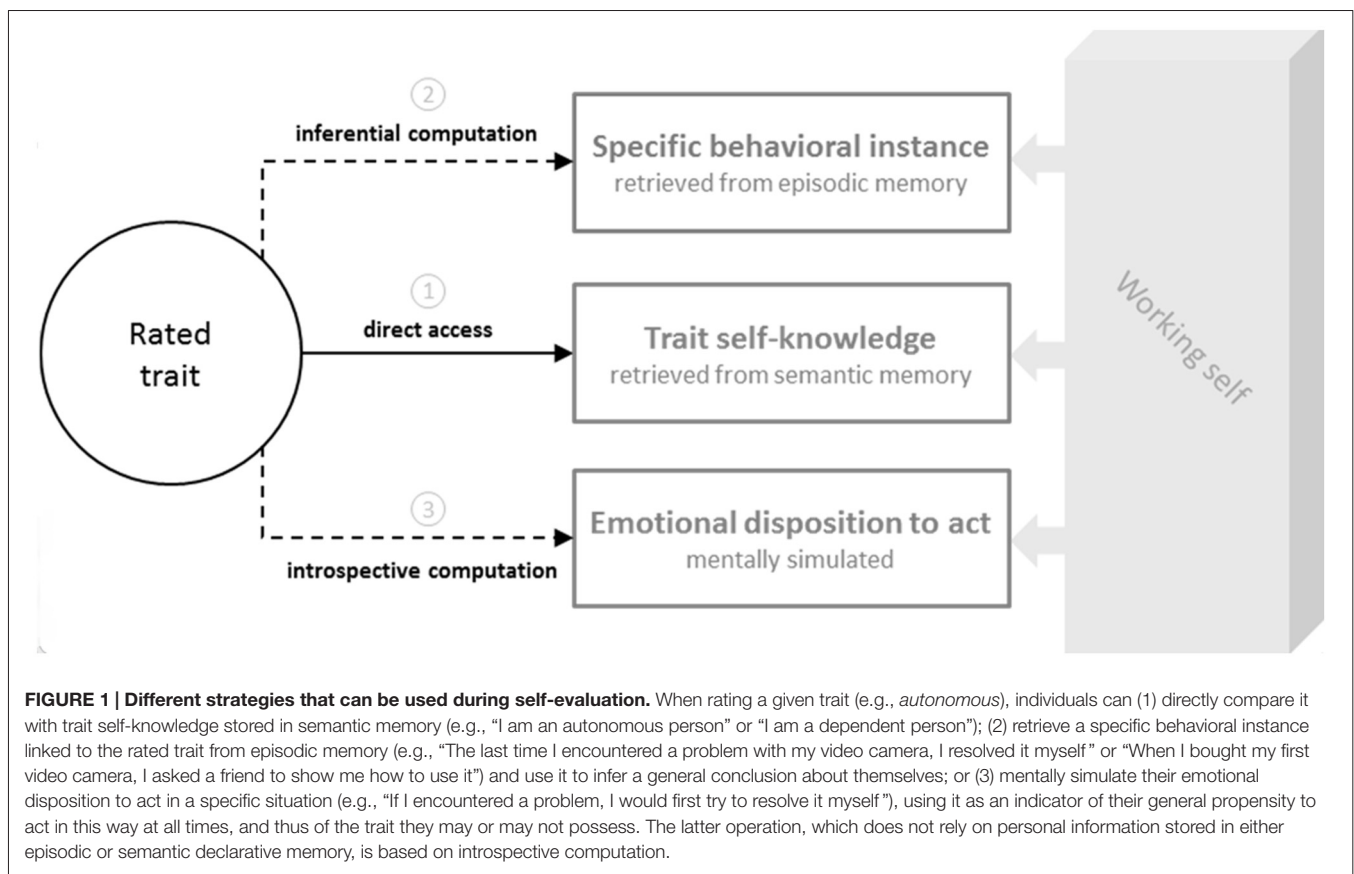 ②
inferential computation
Specific behavioral instance
retrieved from episodic memory
Rated
trait
①
direct access
Trait self-knowledge
retrieved from semantic memory
③
introspective computation
Emotional disposition to act
mentally simulated
Working self
FIGURE 1 | Different strategies that can be used during self-evaluation. When rating a given trait (e.g., autonomous), individuals can (1) directly compare it
with trait self-knowledge stored in semantic memory (e.g., “I am an autonomous person” or “I am a dependent person”); (2) retrieve a specific behavioral instance
linked to the rated trait from episodic memory (e.g., “The last time I encountered a problem with my video camera, I resolved it myself” or “When I bought my first
video camera, I asked a friend to show me how to use it”) and use it to infer a general conclusion about themselves; or (3) mentally simulate their emotional
disposition to act in a specific situation (e.g., “If I encountered a problem, I would first try to resolve it myself”), using it as an indicator of their general propensity to
act in this way at all times, and thus of the trait they may or may not possess. The latter operation, which does not rely on personal information stored in either
episodic or semantic declarative memory, is based on introspective computation.